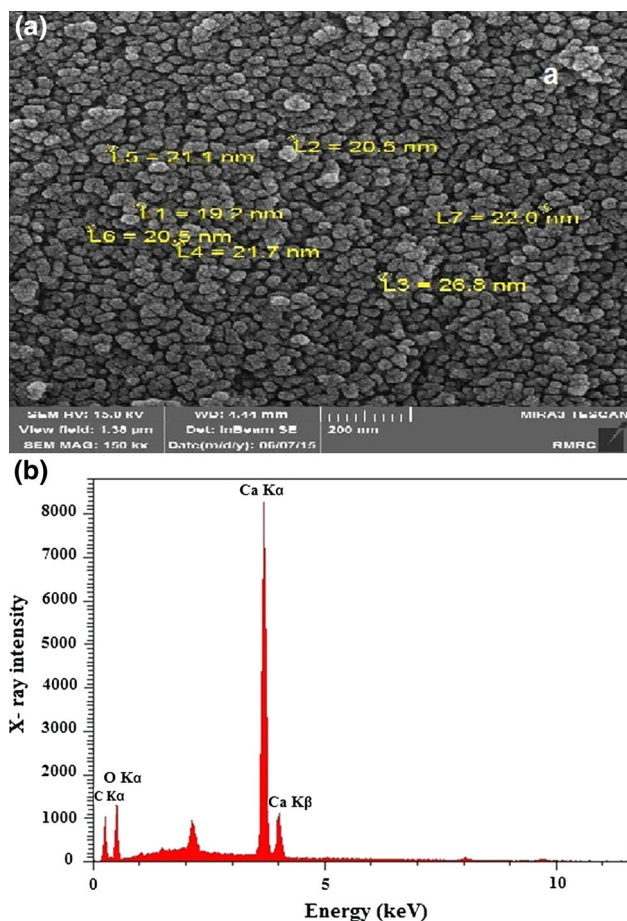 (a)
a
L2 = 20.5 nm
L5 = 21.1 nm
L1 = 19.2 nm
L7 = 22.0 nm
L6 = 20.5 nm
L4 = 21.7 nm
L3 = 26.8 nm
SEM HV: 15.0 kV WD: 4.44 mm MIRA3 TESCAN
View field: 1.38 µm Det: InBeam SE 200 nm
SEM MAG: 150 kx Date(m/d/y): 06/07/15 RMRC
(b)
Ca Kα
8000
7000
6000
5000
4000
3000
2000
1000
0
X- ray intensity
O Kα
C Kα
Ca Kβ
0 5 10
Energy (keV)